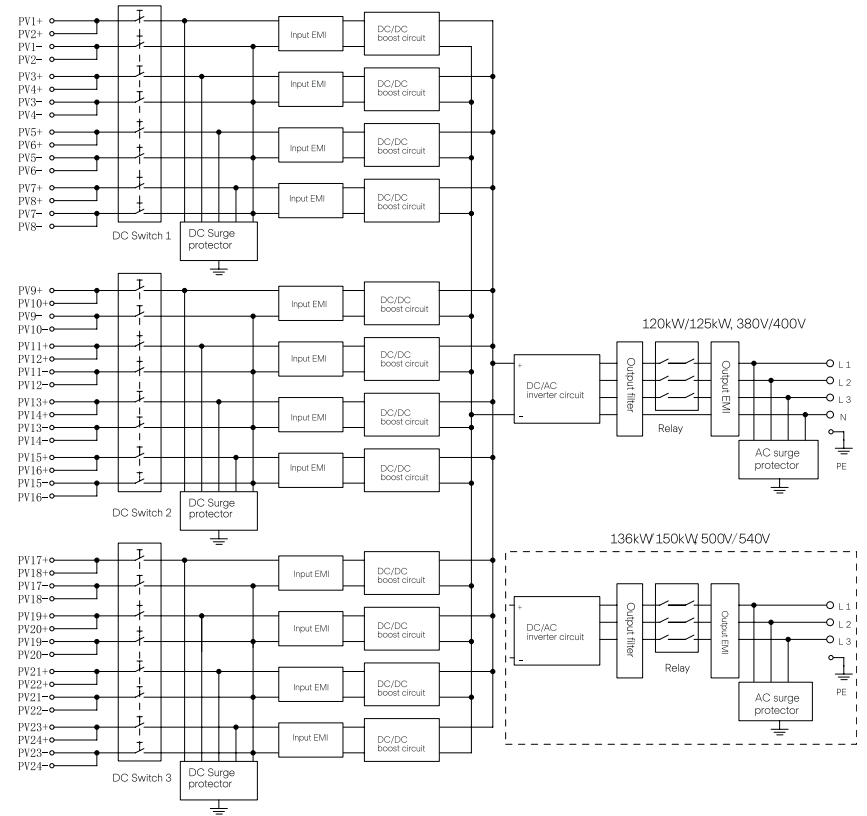 PV1+
PV2+
PV1-
PV2-
PV3+
PV4+
PV3-
PV4-
PV5+
PV6+
PV5-
PV6-
PV7+
PV8+
PV7-
PV8-
DC Switch 1
DC Surge
protector
Input EMI
DC/DC
boost circuit
Input EMI
DC/DC
boost circuit
Input EMI
DC/DC
boost circuit
Input EMI
DC/DC
boost circuit
PV9+
PV10+
PV9-
PV10-
PV11+
PV12+
PV11-
PV12-
PV13+
PV14+
PV13-
PV14-
PV15+
PV16+
PV15-
PV16-
DC Switch 2
DC Surge
protector
Input EMI
DC/DC
boost circuit
Input EMI
DC/DC
boost circuit
Input EMI
DC/DC
boost circuit
Input EMI
DC/DC
boost circuit
PV17+
PV18+
PV17-
PV18-
PV19+
PV20+
PV19-
PV20-
PV21+
PV22+
PV21-
PV22-
PV23+
PV24+
PV23-
PV24-
DC Switch 3
DC Surge
protector
Input EMI
DC/DC
boost circuit
Input EMI
DC/DC
boost circuit
Input EMI
DC/DC
boost circuit
Input EMI
DC/DC
boost circuit
120kW/125kW, 380V/400V
+
DC/AC
inverter circuit
-
Output filter
Relay
Output EMI
L 1
L 2
L 3
N
PE
AC surge
protector
136kW/150kW, 500V/540V
+
DC/AC
inverter circuit
-
Output filter
Relay
Output EMI
L 1
L 2
L 3
PE
AC surge
protector